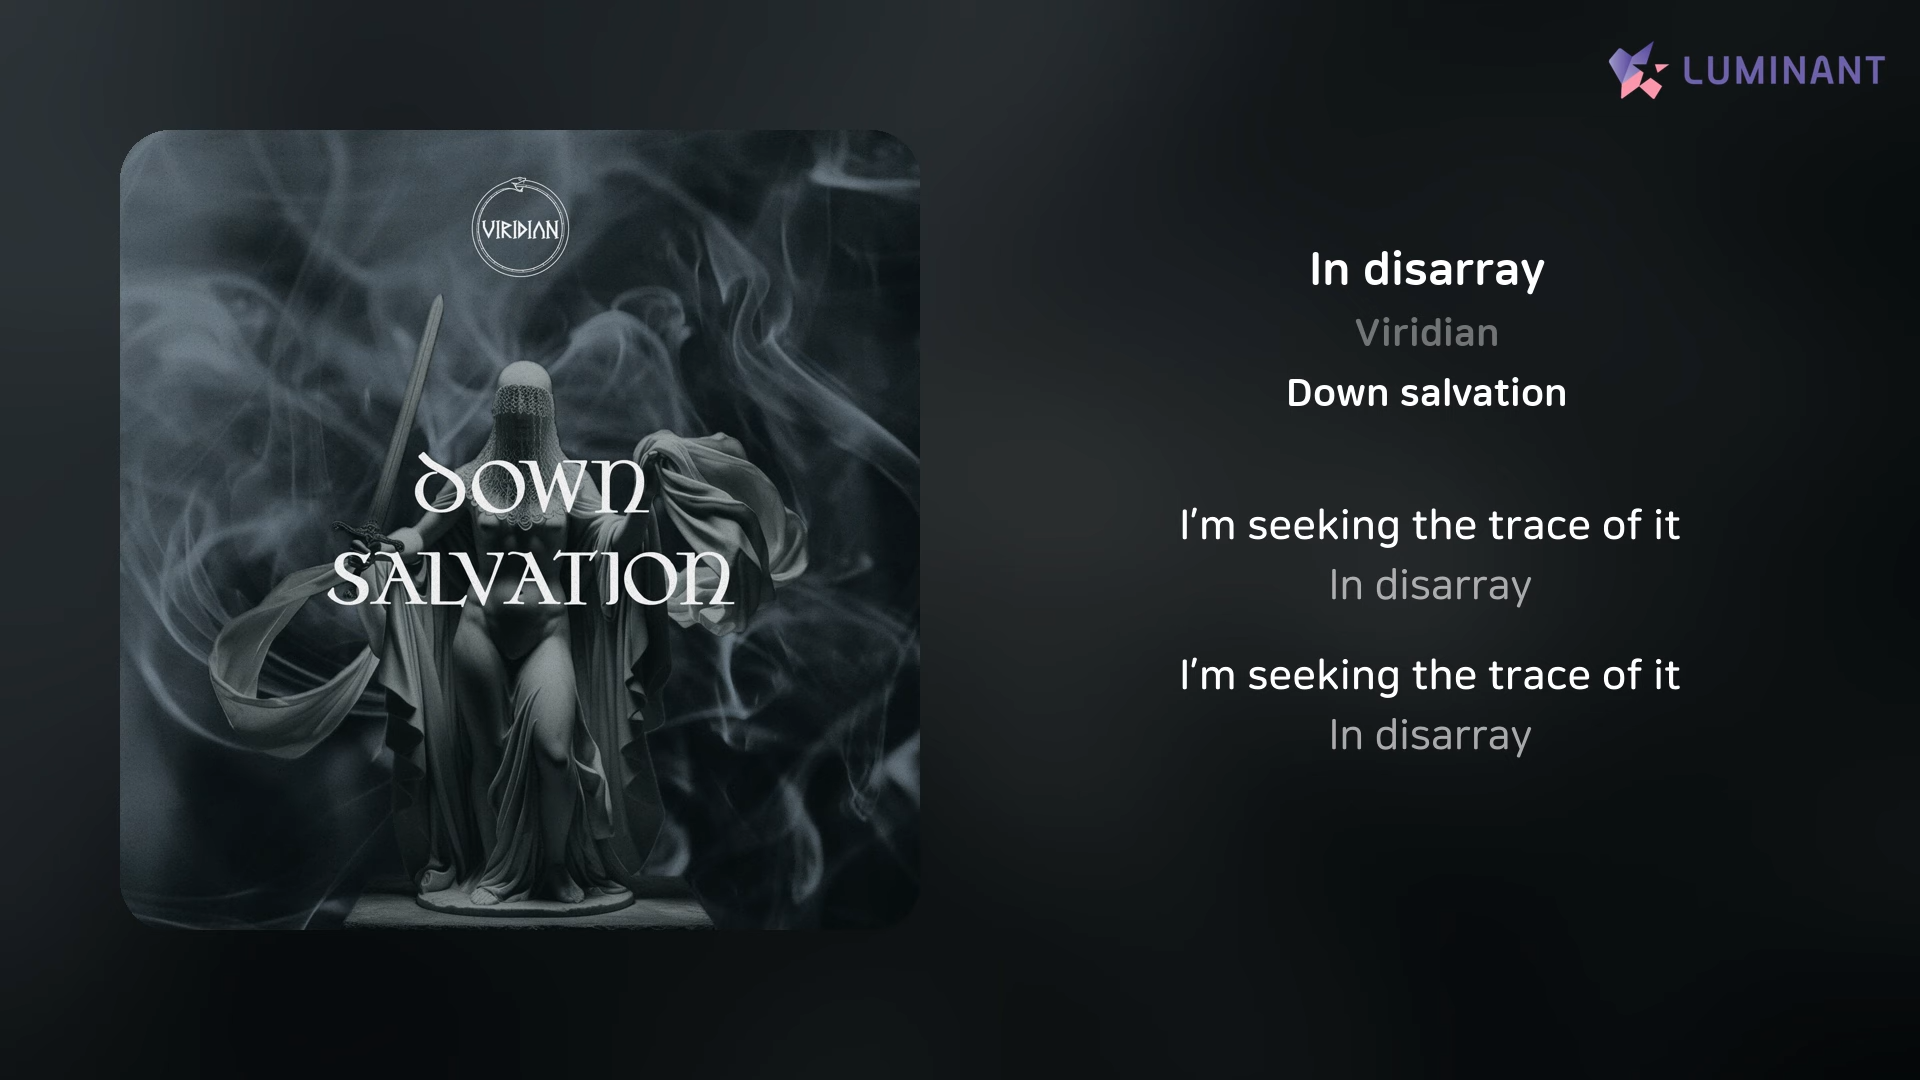 LUMINANT
VIRIDIAN
DOWN
SALVATION
In disarray
Viridian
Down salvation
I'm seeking the trace of it
In disarray
I'm seeking the trace of it
In disarray